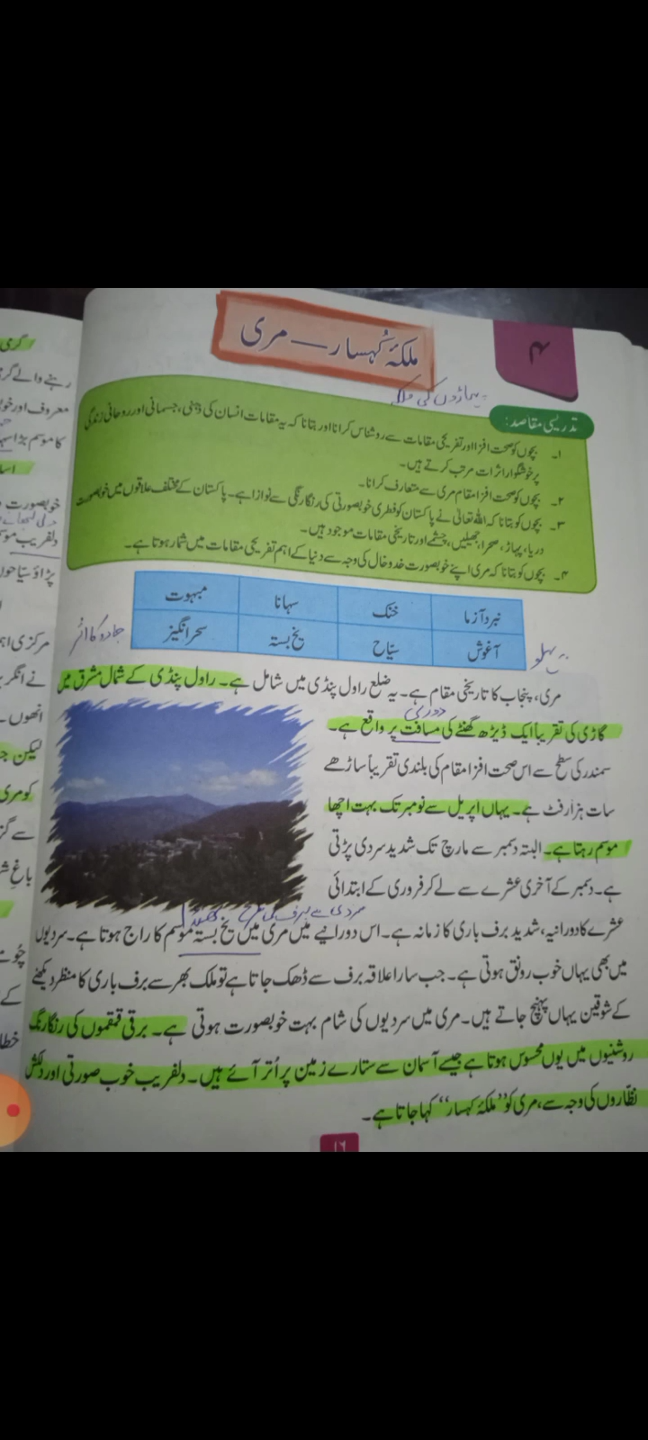 ۴
ملکۂ کُہسار — مری
پہاڑوں کی ملکہ
تدریسی مقاصد:
۱۔ بچوں کو صحت افزا اور تفریحی مقامات سے روشناس کرانا اور بتانا کہ یہ مقامات انسان کی ذہنی، جسمانی اور روحانی زندگی
پر خوشگوار اثرات مرتب کرتے ہیں۔
۲۔ بچوں کو صحت افزا مقام مری سے متعارف کرانا۔
۳۔ بچوں کو بتانا کہ اللہ تعالیٰ نے پاکستان کو فطری خوبصورتی کی رنگارنگی سے نوازا ہے۔ پاکستان کے مختلف علاقوں میں خوبصورت
دریا، پہاڑ، صحرا، جھیلیں، چشمے اور تاریخی مقامات موجود ہیں۔
۴۔ بچوں کو بتانا کہ مری اپنے خوبصورت خدوخال کی وجہ سے دنیا کے اہم تفریحی مقامات میں شمار ہوتا ہے۔
نبرد آزما خنک سہانا مبہوت
آغوش سیّاح یخ بستہ سحر انگیز
پہلو
جادو کا اثر
مری، پنجاب کا تاریخی مقام ہے۔ یہ ضلع راول پنڈی میں شامل ہے۔ راول پنڈی کے شمال مشرق میں
دوری
گاڑی کی تقریباً ایک ڈیڑھ گھنٹے کی مسافت پر واقع ہے۔
سمندر کی سطح سے اس صحت افزا مقام کی بلندی تقریباً ساڑھے
سات ہزار فٹ ہے۔ یہاں اپریل سے نومبر تک بہت اچھا
موسم رہتا ہے۔ البتہ دسمبر سے مارچ تک شدید سردی پڑتی
ہے۔ دسمبر کے آخری عشرے سے لے کر فروری کے ابتدائی
سردی سے برف کی طرح
عشرے کا دورانیہ، شدید برف باری کا زمانہ ہے۔ اس دورانیے میں مری میں یخ بستہ موسم کا راج ہوتا ہے۔ سردیوں
میں بھی یہاں خوب رونق ہوتی ہے۔ جب سارا علاقہ برف سے ڈھک جاتا ہے تو ملک بھر سے برف باری کا منظر دیکھنے
کے شوقین یہاں پہنچ جاتے ہیں۔ مری میں سردیوں کی شام بہت خوبصورت ہوتی ہے۔ برقی قمقموں کی رنگارنگ
روشنیوں میں یوں محسوس ہوتا ہے جیسے آسمان سے ستارے زمین پر اُتر آئے ہیں۔ دلفریب خوب صورتی اور دلکش
نظّاروں کی وجہ سے، مری کو ”ملکۂ کہسار“ کہا جاتا ہے۔
۱۶